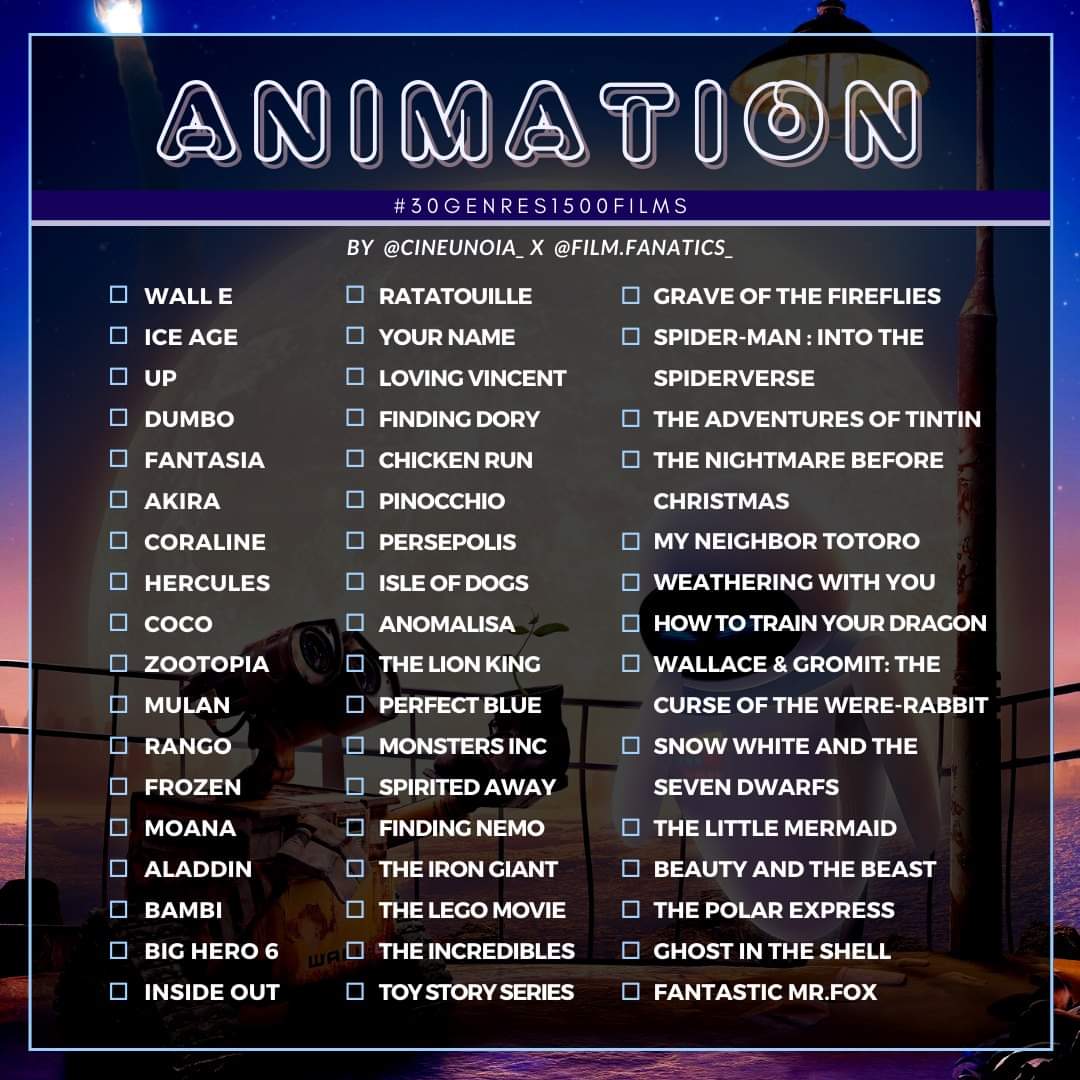 ANIMATION
#30GENRES1500FILMS
BY @CINEUNOIA_ X @FILM.FANATICS_
WALL E
ICE AGE
UP
DUMBO
FANTASIA
AKIRA
CORALINE
HERCULES
COCO
ZOOTOPIA
MULAN
RANGO
FROZEN
MOANA
ALADDIN
BAMBI
BIG HERO 6
INSIDE OUT
RATATOUILLE
YOUR NAME
LOVING VINCENT
FINDING DORY
CHICKEN RUN
PINOCCHIO
PERSEPOLIS
ISLE OF DOGS
ANOMALISA
THE LION KING
PERFECT BLUE
MONSTERS INC
SPIRITED AWAY
FINDING NEMO
THE IRON GIANT
THE LEGO MOVIE
THE INCREDIBLES
TOY STORY SERIES
GRAVE OF THE FIREFLIES
SPIDER-MAN : INTO THE
SPIDERVERSE
THE ADVENTURES OF TINTIN
THE NIGHTMARE BEFORE
CHRISTMAS
MY NEIGHBOR TOTORO
WEATHERING WITH YOU
HOW TO TRAIN YOUR DRAGON
WALLACE & GROMIT: THE
CURSE OF THE WERE-RABBIT
SNOW WHITE AND THE
SEVEN DWARFS
THE LITTLE MERMAID
BEAUTY AND THE BEAST
THE POLAR EXPRESS
GHOST IN THE SHELL
FANTASTIC MR.FOX